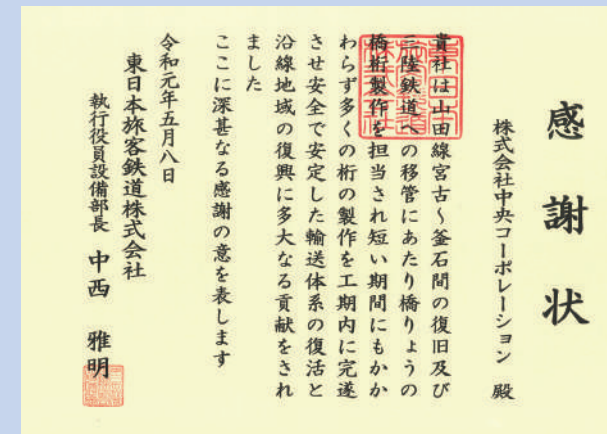 感謝状
株式会社中央コーポレーション 殿
貴社は山田線宮古～釜石間の復旧及び
三陸鉄道への移管にあたり橋りょうの
橋桁製作を担当され短い期間にもかか
わらず多くの桁の製作を工期内に完遂
させ安全で安定した輸送体系の復活と
沿線地域の復興に多大なる貢献をされ
ました
ここに深甚なる感謝の意を表します
令和元年五月八日
東日本旅客鉄道株式会社
執行役員設備部長 中西 雅明